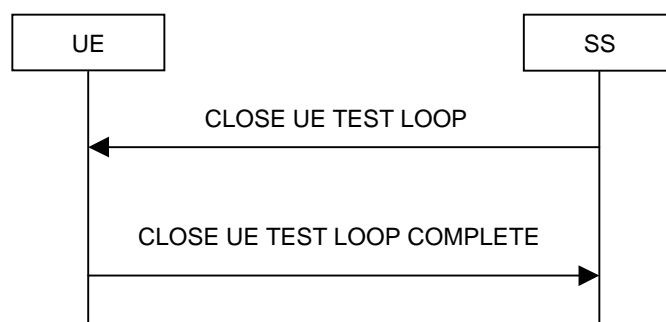 UE
SS
CLOSE UE TEST LOOP
CLOSE UE TEST LOOP COMPLETE